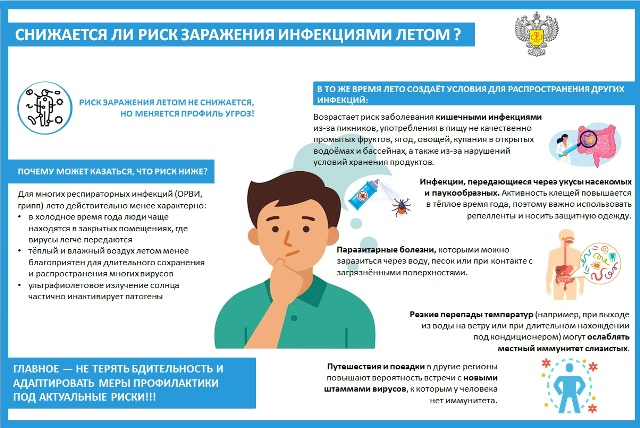 СНИЖАЕТСЯ ЛИ РИСК ЗАРАЖЕНИЯ ИНФЕКЦИЯМИ ЛЕТОМ ?
РИСК ЗАРАЖЕНИЯ ЛЕТОМ НЕ СНИЖАЕТСЯ,
НО МЕНЯЕТСЯ ПРОФИЛЬ УГРОЗ!
ПОЧЕМУ МОЖЕТ КАЗАТЬСЯ, ЧТО РИСК НИЖЕ?
Для многих респираторных инфекций (ОРВИ,
грипп) лето действительно менее характерно:
• в холодное время года люди чаще
находятся в закрытых помещениях, где
вирусы легче передаются
• тёплый и влажный воздух летом менее
благоприятен для длительного сохранения
и распространения многих вирусов
• ультрафиолетовое излучение солнца
частично инактивирует патогены
ГЛАВНОЕ — НЕ ТЕРЯТЬ БДИТЕЛЬНОСТЬ И
АДАПТИРОВАТЬ МЕРЫ ПРОФИЛАКТИКИ
ПОД АКТУАЛЬНЫЕ РИСКИ!!!
В ТО ЖЕ ВРЕМЯ ЛЕТО СОЗДАЁТ УСЛОВИЯ ДЛЯ РАСПРОСТРАНЕНИЯ ДРУГИХ
ИНФЕКЦИЙ:
Возрастает риск заболевания кишечными инфекциями
из-за пикников, употребления в пищу не качественно
промытых фруктов, ягод, овощей, купания в открытых
водоёмах и бассейнах, а также из-за нарушений
условий хранения продуктов.
Инфекции, передающиеся через укусы насекомых
и паукообразных. Активность клещей повышается
в тёплое время года, поэтому важно использовать
репелленты и носить защитную одежду.
Паразитарные болезни, которыми можно
заразиться через воду, песок или при контакте с
загрязнёнными поверхностями.
Резкие перепады температур (например, при выходе
из воды на ветру или при длительном нахождении
под кондиционером) могут ослаблять
местный иммунитет слизистых.
Путешествия и поездки в другие регионы
повышают вероятность встречи с новыми
штаммами вирусов, к которым у человека
нет иммунитета.